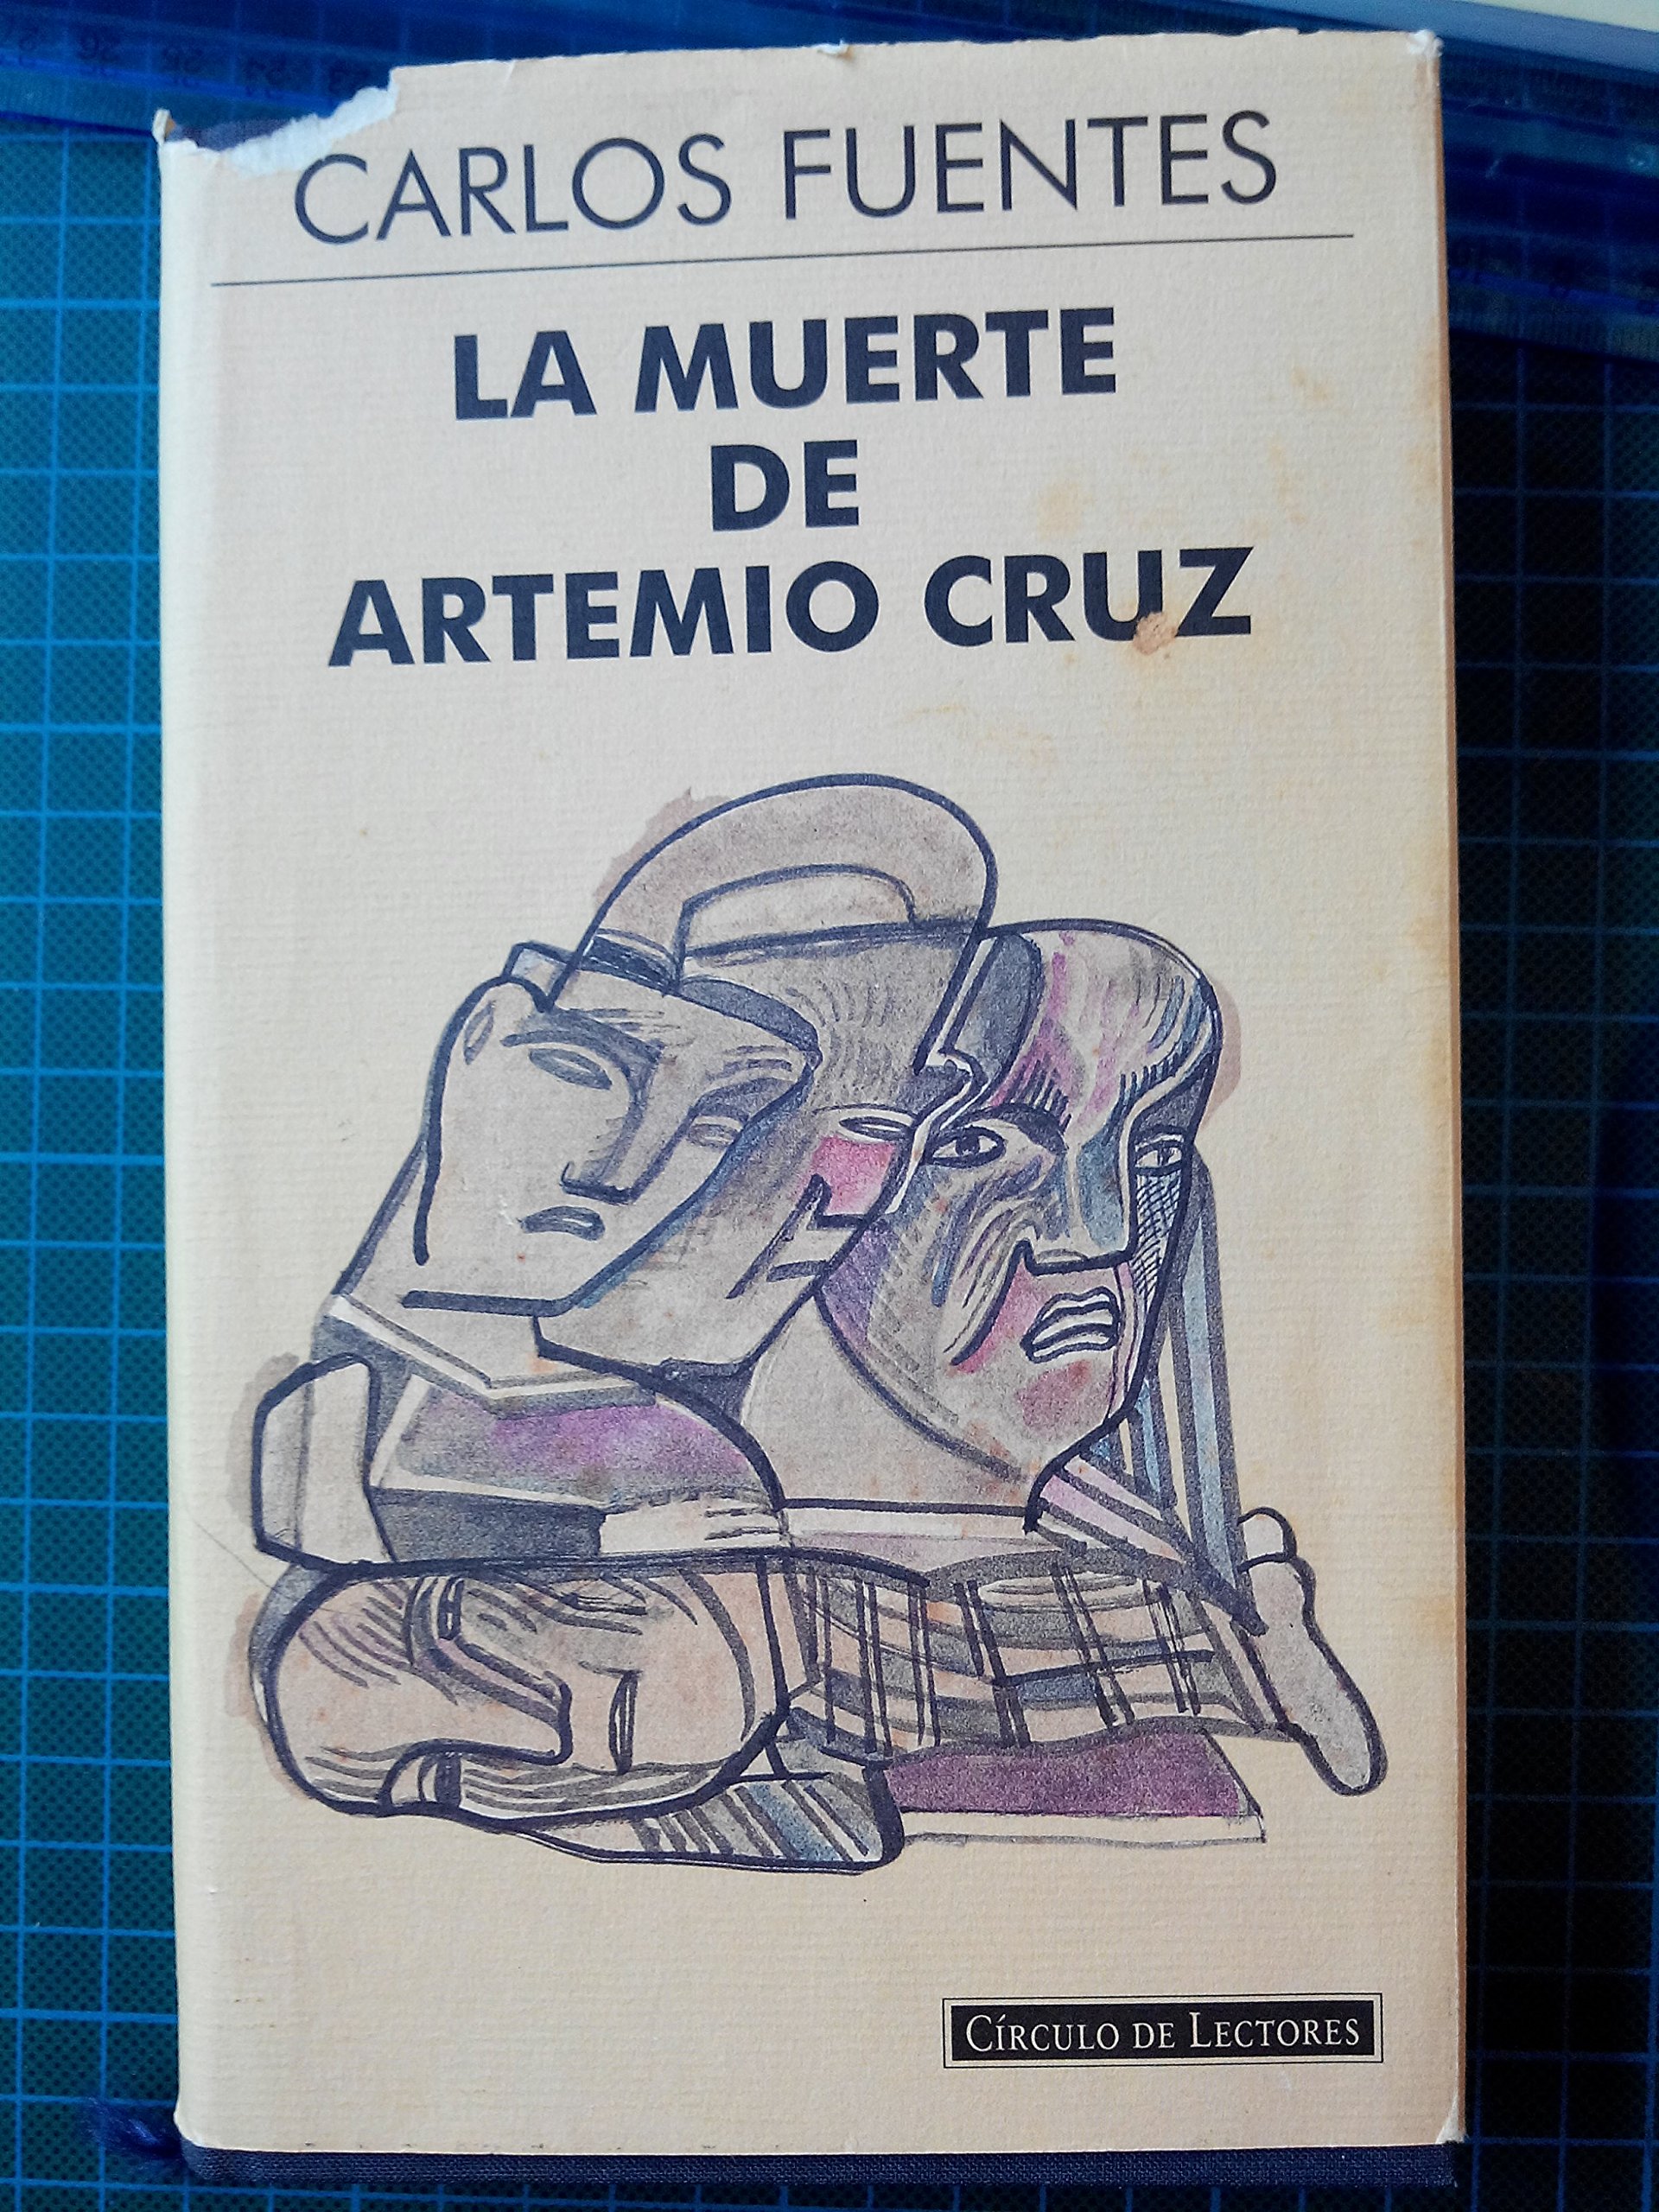 CARLOS FUENTES
LA MUERTE
DE
ARTEMIO CRUZ
CÍRCULO DE LECTORES